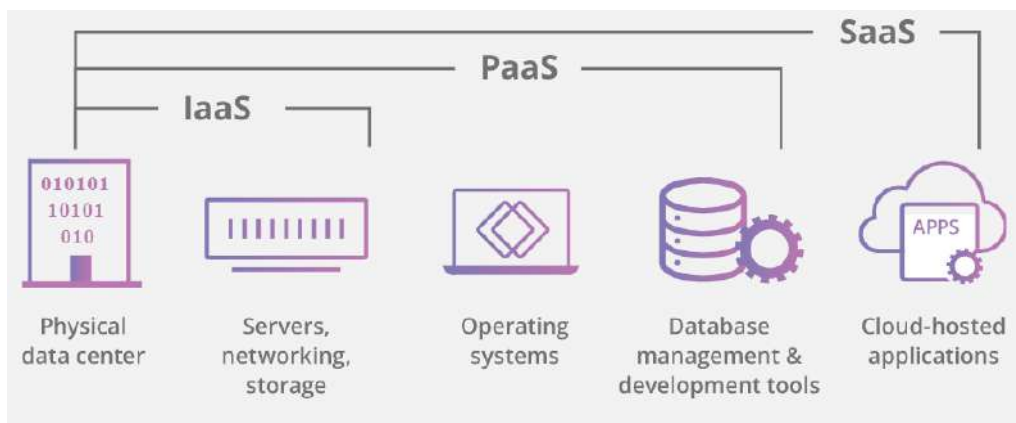 SaaS
PaaS
IaaS
010101
10101
010
APPS
Physical
data center
Servers,
networking,
storage
Operating
systems
Database
management &
development tools
Cloud-hosted
applications